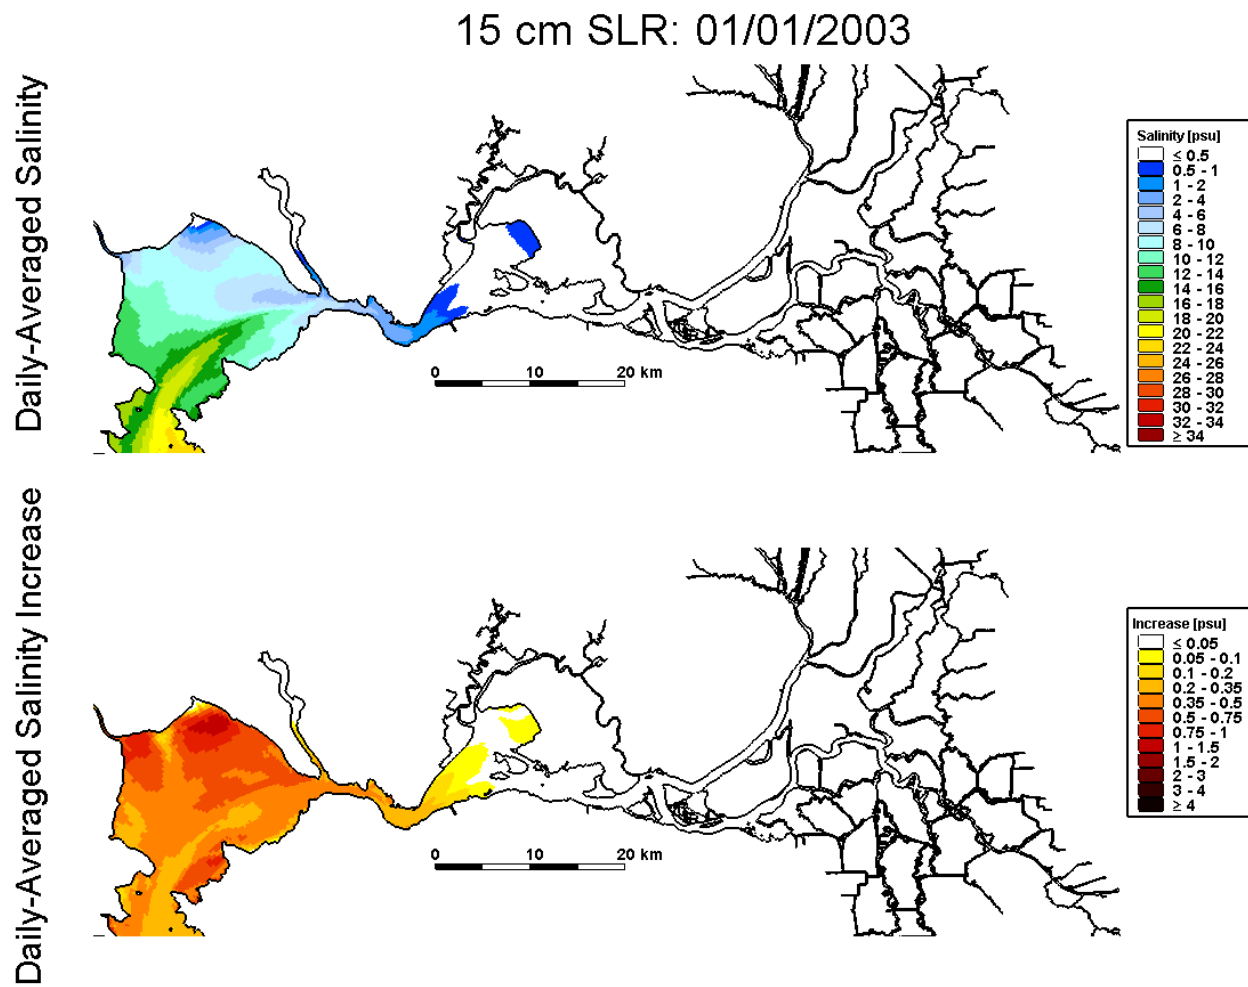 15 cm SLR: 01/01/2003
Daily-Averaged Salinity
Salinity [psu]
≤ 0.5
0.5 - 1
1 - 2
2 - 4
4 - 6
6 - 8
8 - 10
10 - 12
12 - 14
14 - 16
16 - 18
18 - 20
20 - 22
22 - 24
24 - 26
26 - 28
28 - 30
30 - 32
32 - 34
≥ 34
0 10 20 km
Daily-Averaged Salinity Increase
Increase [psu]
≤ 0.05
0.05 - 0.1
0.1 - 0.2
0.2 - 0.35
0.35 - 0.5
0.5 - 0.75
0.75 - 1
1 - 1.5
1.5 - 2
2 - 3
3 - 4
≥ 4
0 10 20 km